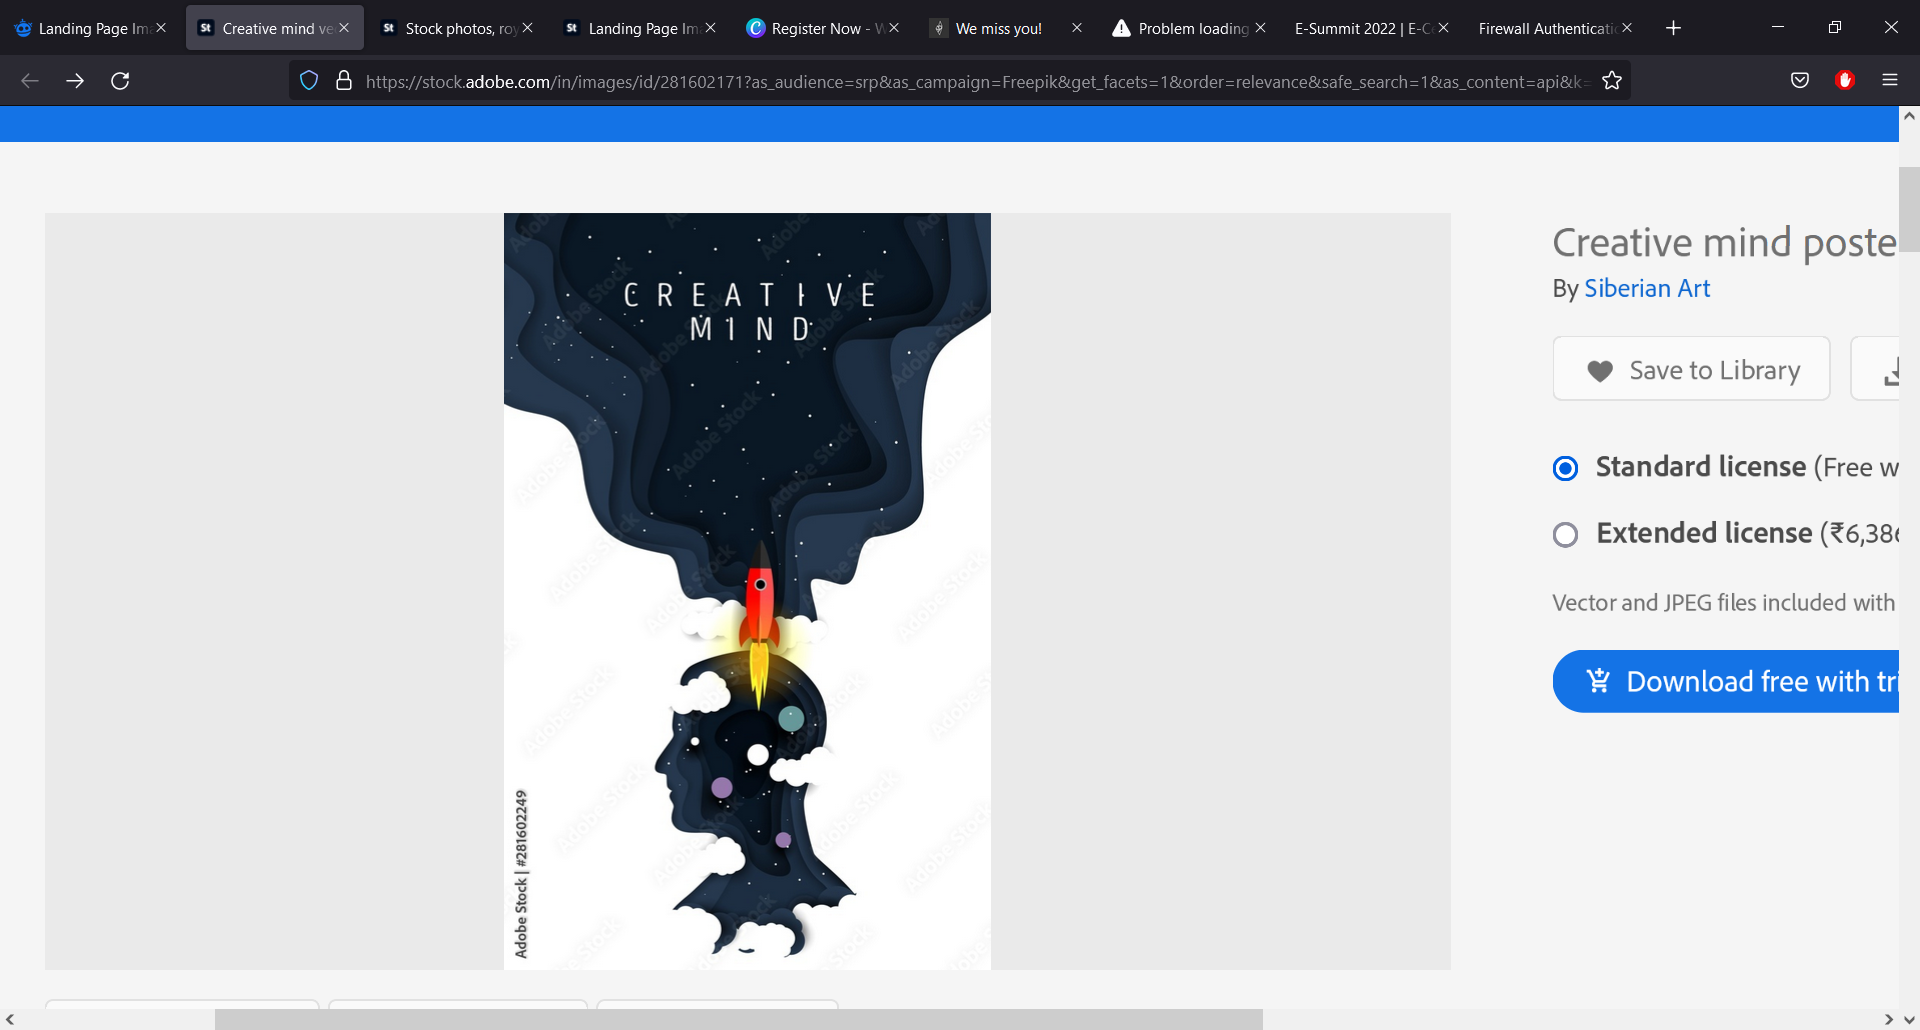 Landing Page Im
Creative mind ve
Stock photos, roy
Landing Page Im
Register Now - W
We miss you!
Problem loading
E-Summit 2022 | E-C
Firewall Authenticati
https://stock.adobe.com/in/images/id/281602171?as_audience=srp&as_campaign=Freepik&get_facets=1&order=relevance&safe_search=1&as_content=api&k=
CREATIVE
MIND
Adobe Stock | #281602249
Creative mind poste
By Siberian Art
Save to Library
Standard license (Free w
Extended license (₹6,386
Vector and JPEG files included with
Download free with tri